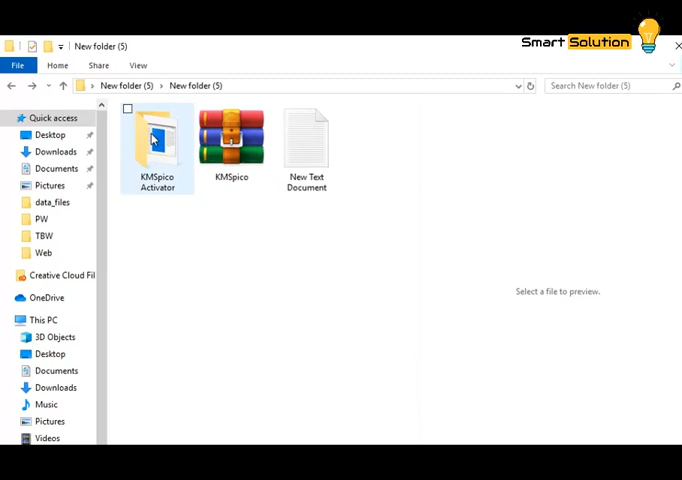 Smart Solution
New folder (5)
File
Home
Share
View
New folder (5)
New folder (5)
Search New folder (5)
Quick access
Desktop
Downloads
Documents
Pictures
data_files
PW
TBW
Web
Creative Cloud Fil
OneDrive
This PC
3D Objects
Desktop
Documents
Downloads
Music
Pictures
Videos
KMSpico
Activator
KMSpico
New Text
Document
Select a file to preview.